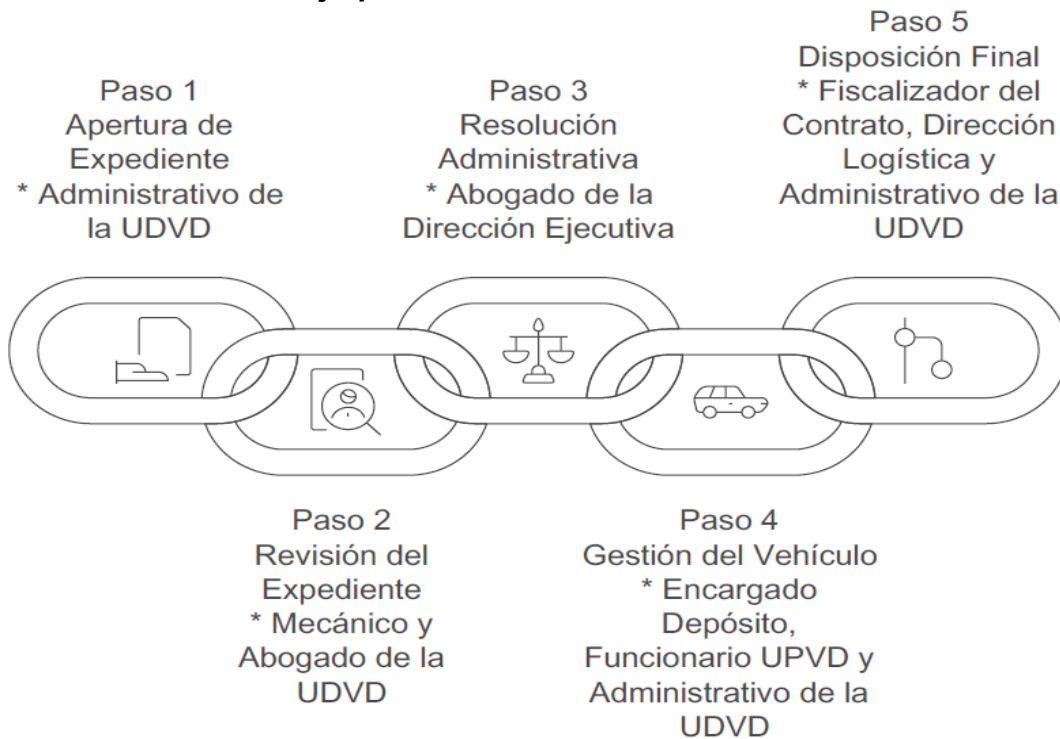 Paso 1
Apertura de
Expediente
* Administrativo de
la UDVD
Paso 2
Revisión del
Expediente
* Mecánico y
Abogado de la
UDVD
Paso 3
Resolución
Administrativa
* Abogado de la
Dirección Ejecutiva
Paso 4
Gestión del Vehículo
* Encargado
Depósito,
Funcionario UPVD y
Administrativo de la
UDVD
Paso 5
Disposición Final
* Fiscalizador del
Contrato, Dirección
Logística y
Administrativo de la
UDVD